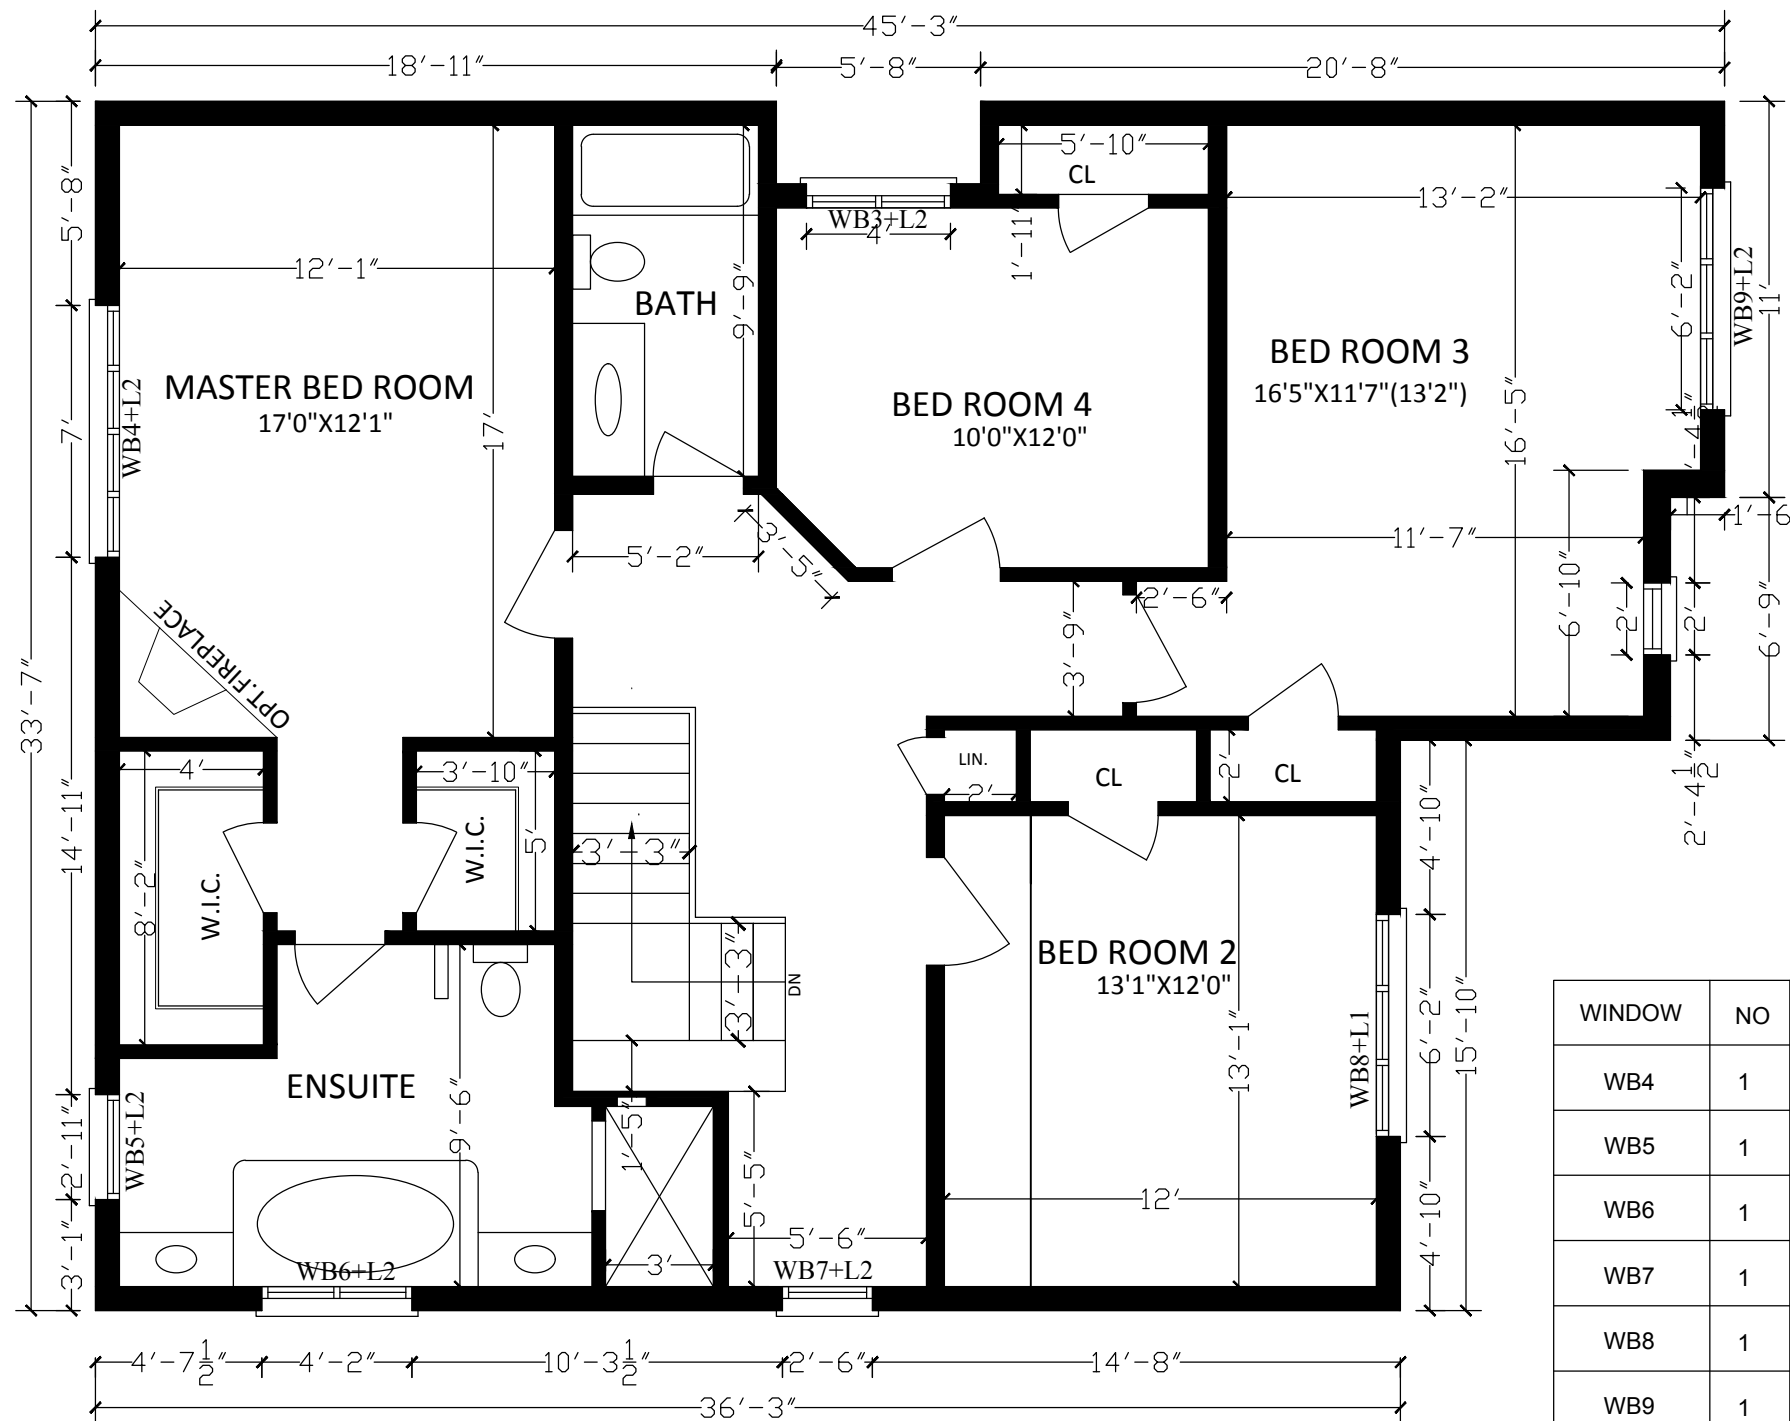 45'-3"
18'-11"
5'-8"
20'-8"
5'-10"
CL
5'-8"
13'-2"
WB3+L2
4'
1'-11"
12'-1"
9'-9"
BATH
6'-2"
WB9+L2
11'
MASTER BED ROOM
17'0"X12'1"
BED ROOM 4
10'0"X12'0"
BED ROOM 3
16'5"X11'7"(13'2")
WB4+L2
7'
17'
16'-5"
1'-6
5'-2"
3'-5"
11'-7"
6'-10"
2'-6"
2'
2'
6'-9"
3'-9"
OPT.FIREPLACE
33'-7"
4'
3'-10"
LIN.
2'
CL
2'
CL
2'-4 1/2"
14'-11"
8'-2"
W.I.C.
W.I.C.
5'
3'-3"
4'-10"
3'-3"
DN
BED ROOM 2
13'1"X12'0"
13'-1"
WB8+L1
6'-2"
15'-10"
ENSUITE
9'-6"
WB5+L2
2'-11"
1'-5"
5'-5"
12'
4'-10"
3'-1"
WB6+L2
3'
5'-6"
WB7+L2
4'-7 1/2"
4'-2"
10'-3 1/2"
2'-6"
14'-8"
36'-3"
WINDOW NO
WB4 1
WB5 1
WB6 1
WB7 1
WB8 1
WB9 1